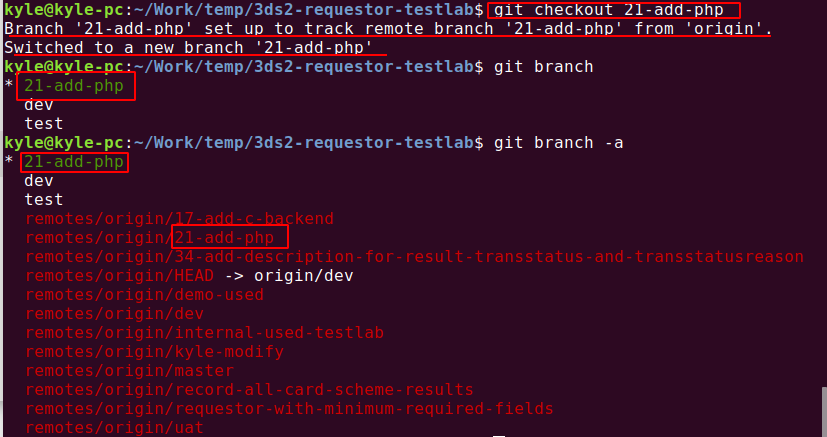 kyle@kyle-pc:~/Work/temp/3ds2-requestor-testlab$ git checkout 21-add-php
Branch '21-add-php' set up to track remote branch '21-add-php' from 'origin'.
Switched to a new branch '21-add-php'
kyle@kyle-pc:~/Work/temp/3ds2-requestor-testlab$ git branch
* 21-add-php
  dev
  test
kyle@kyle-pc:~/Work/temp/3ds2-requestor-testlab$ git branch -a
* 21-add-php
  dev
  test
  remotes/origin/17-add-c-backend
  remotes/origin/21-add-php
  remotes/origin/34-add-description-for-result-transstatus-and-transstatusreason
  remotes/origin/HEAD -> origin/dev
  remotes/origin/demo-used
  remotes/origin/dev
  remotes/origin/internal-used-testlab
  remotes/origin/kyle-modify
  remotes/origin/master
  remotes/origin/record-all-card-scheme-results
  remotes/origin/requestor-with-minimum-required-fields
  remotes/origin/uat